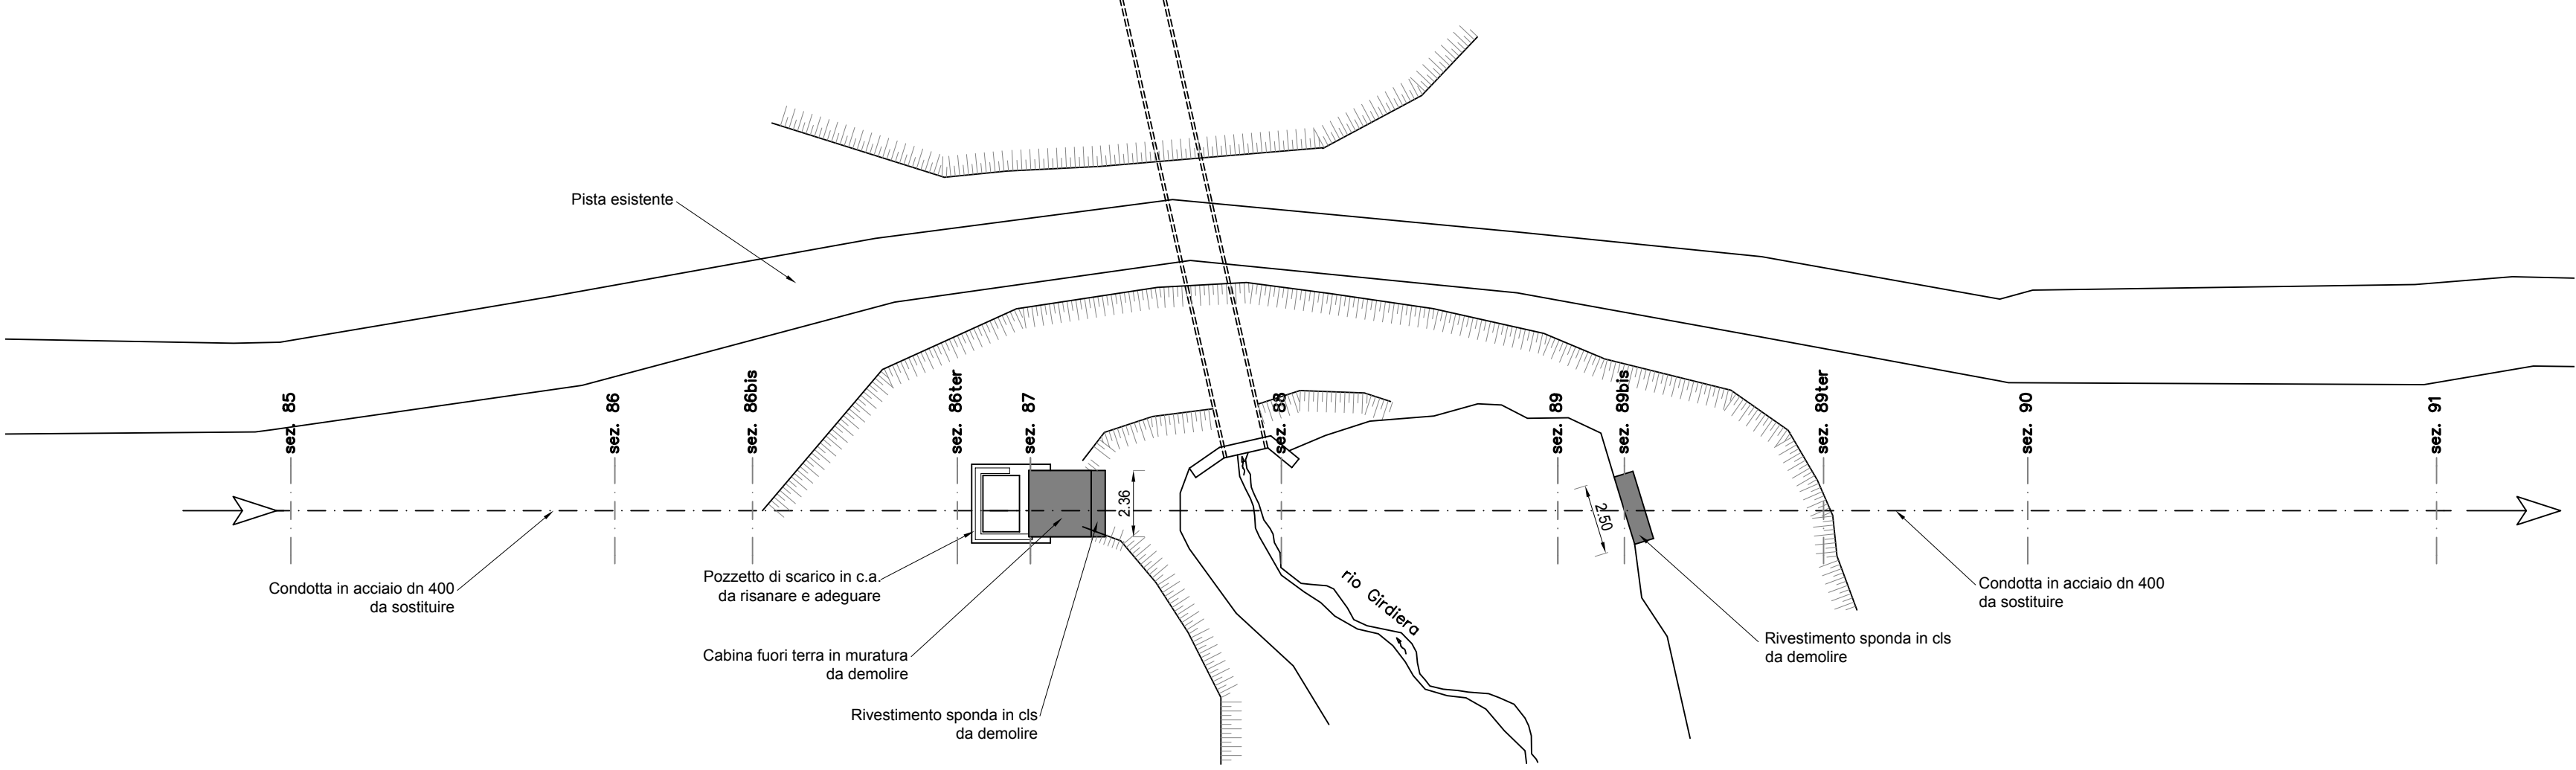 Pista esistente
sez. 85
sez. 86
sez. 86bis
sez. 86ter
sez. 87
sez. 88
sez. 89
sez. 89bis
sez. 89ter
sez. 90
sez. 91
2.36
2.50
Condotta in acciaio dn 400
da sostituire
Pozzetto di scarico in c.a.
da risanare e adeguare
Cabina fuori terra in muratura
da demolire
Rivestimento sponda in cls
da demolire
rio Girdiera
Condotta in acciaio dn 400
da sostituire
Rivestimento sponda in cls
da demolire